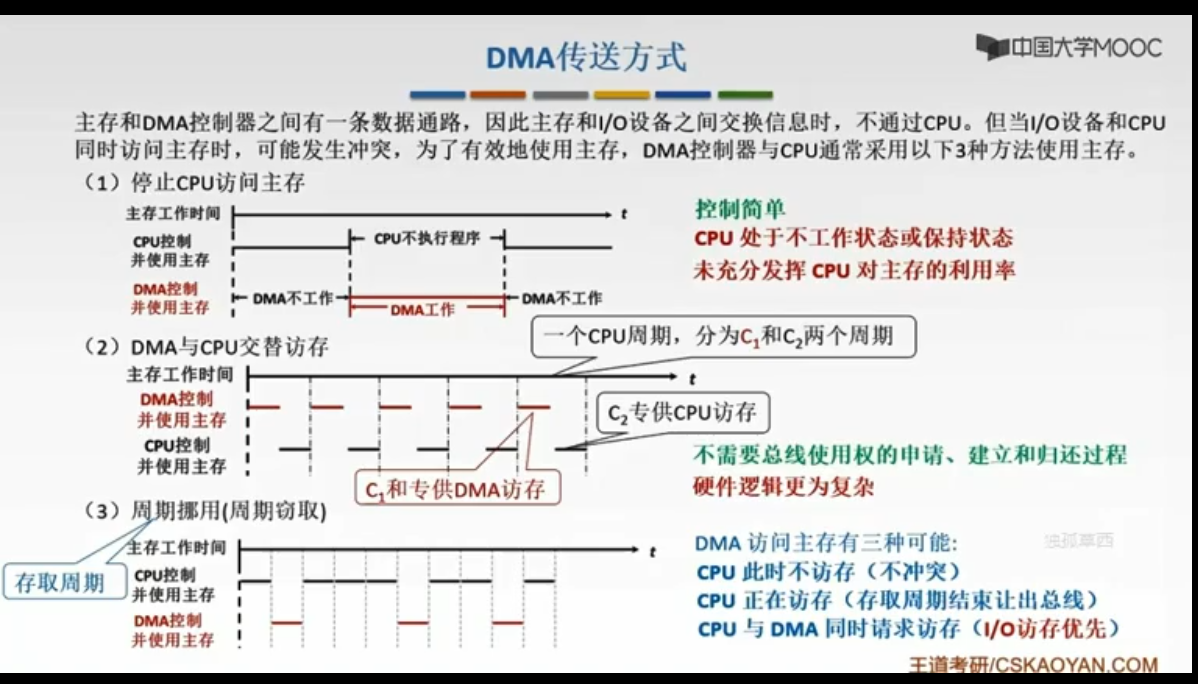 DMA传送方式
中国大学MOOC
主存和DMA控制器之间有一条数据通路，因此主存和I/O设备之间交换信息时，不通过CPU。但当I/O设备和CPU
同时访问主存时，可能发生冲突，为了有效地使用主存，DMA控制器与CPU通常采用以下3种方法使用主存。
（1）停止CPU访问主存
主存工作时间
t
CPU控制
并使用主存
CPU不执行程序
DMA控制
并使用主存
DMA不工作
DMA工作
DMA不工作
控制简单
CPU 处于不工作状态或保持状态
未充分发挥 CPU 对主存的利用率
（2）DMA与CPU交替访存
一个CPU周期，分为C1和C2两个周期
主存工作时间
t
DMA控制
并使用主存
C2专供CPU访存
CPU控制
并使用主存
C1和专供DMA访存
不需要总线使用权的申请、建立和归还过程
硬件逻辑更为复杂
（3）周期挪用(周期窃取)
存取周期
主存工作时间
t
CPU控制
并使用主存
DMA控制
并使用主存
DMA 访问主存有三种可能:
CPU 此时不访存（不冲突）
CPU 正在访存（存取周期结束让出总线）
CPU 与 DMA 同时请求访存（I/O访存优先）
独孤草西
王道考研/CSKAOYAN.COM